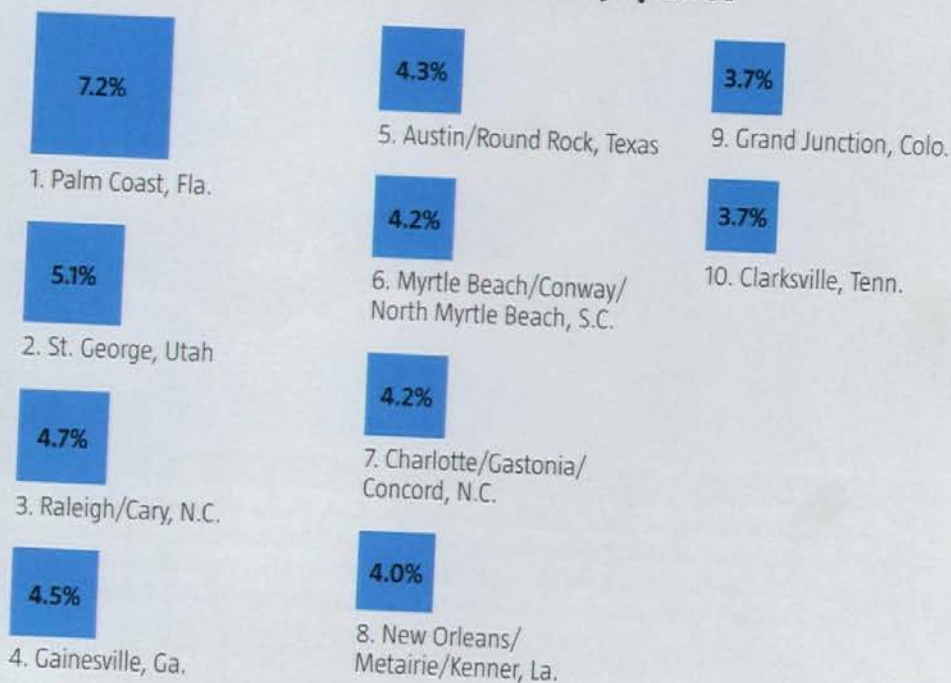 7.2%
1. Palm Coast, Fla.
5.1%
2. St. George, Utah
4.7%
3. Raleigh/Cary, N.C.
4.5%
4. Gainesville, Ga.
4.3%
5. Austin/Round Rock, Texas
4.2%
6. Myrtle Beach/Conway/
North Myrtle Beach, S.C.
4.2%
7. Charlotte/Gastonia/
Concord, N.C.
4.0%
8. New Orleans/
Metairie/Kenner, La.
3.7%
9. Grand Junction, Colo.
3.7%
10. Clarksville, Tenn.